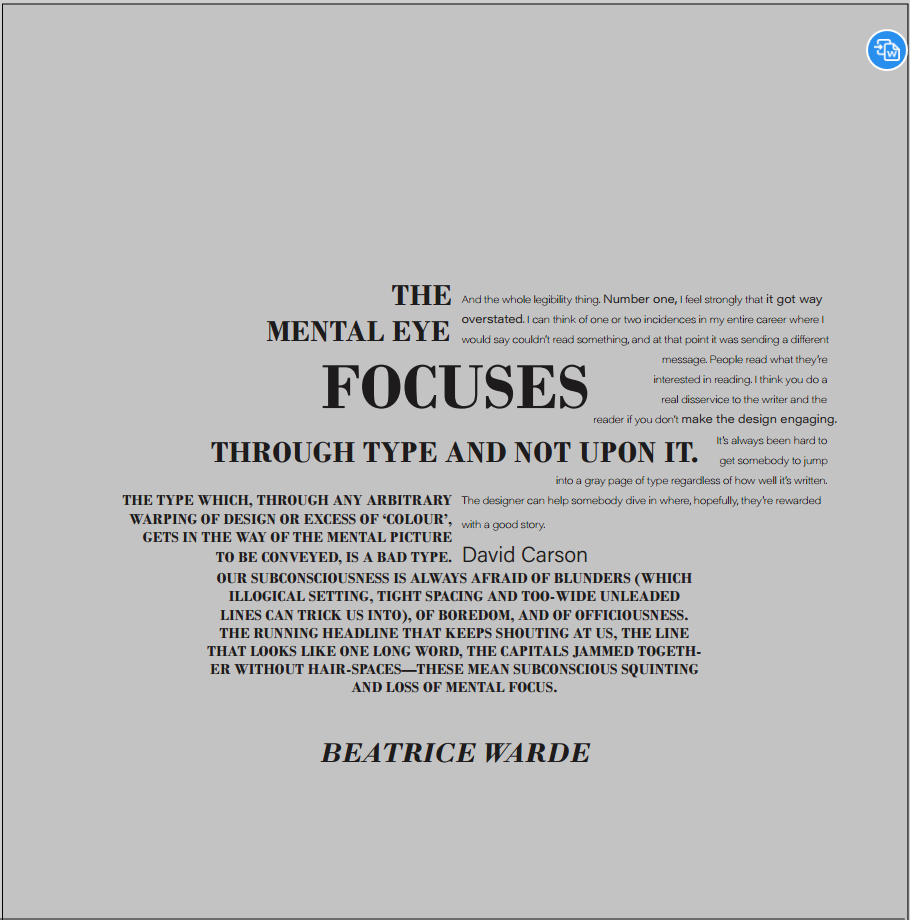 THE
MENTAL EYE
FOCUSES
THROUGH TYPE AND NOT UPON IT.
THE TYPE WHICH, THROUGH ANY ARBITRARY
WARPING OF DESIGN OR EXCESS OF ‘COLOUR’,
GETS IN THE WAY OF THE MENTAL PICTURE
TO BE CONVEYED, IS A BAD TYPE.
OUR SUBCONSCIOUSNESS IS ALWAYS AFRAID OF BLUNDERS (WHICH
ILLOGICAL SETTING, TIGHT SPACING AND TOO-WIDE UNLEADED
LINES CAN TRICK US INTO), OF BOREDOM, AND OF OFFICIOUSNESS.
THE RUNNING HEADLINE THAT KEEPS SHOUTING AT US, THE LINE
THAT LOOKS LIKE ONE LONG WORD, THE CAPITALS JAMMED TOGETH-
ER WITHOUT HAIR-SPACES—THESE MEAN SUBCONSCIOUS SQUINTING
AND LOSS OF MENTAL FOCUS.
BEATRICE WARDE
And the whole legibility thing. Number one, I feel strongly that it got way
overstated. I can think of one or two incidences in my entire career where I
would say couldn’t read something, and at that point it was sending a different
message. People read what they’re
interested in reading. I think you do a
real disservice to the writer and the
reader if you don’t make the design engaging.
It’s always been hard to
get somebody to jump
into a gray page of type regardless of how well it’s written.
The designer can help somebody dive in where, hopefully, they’re rewarded
with a good story.
David Carson
W